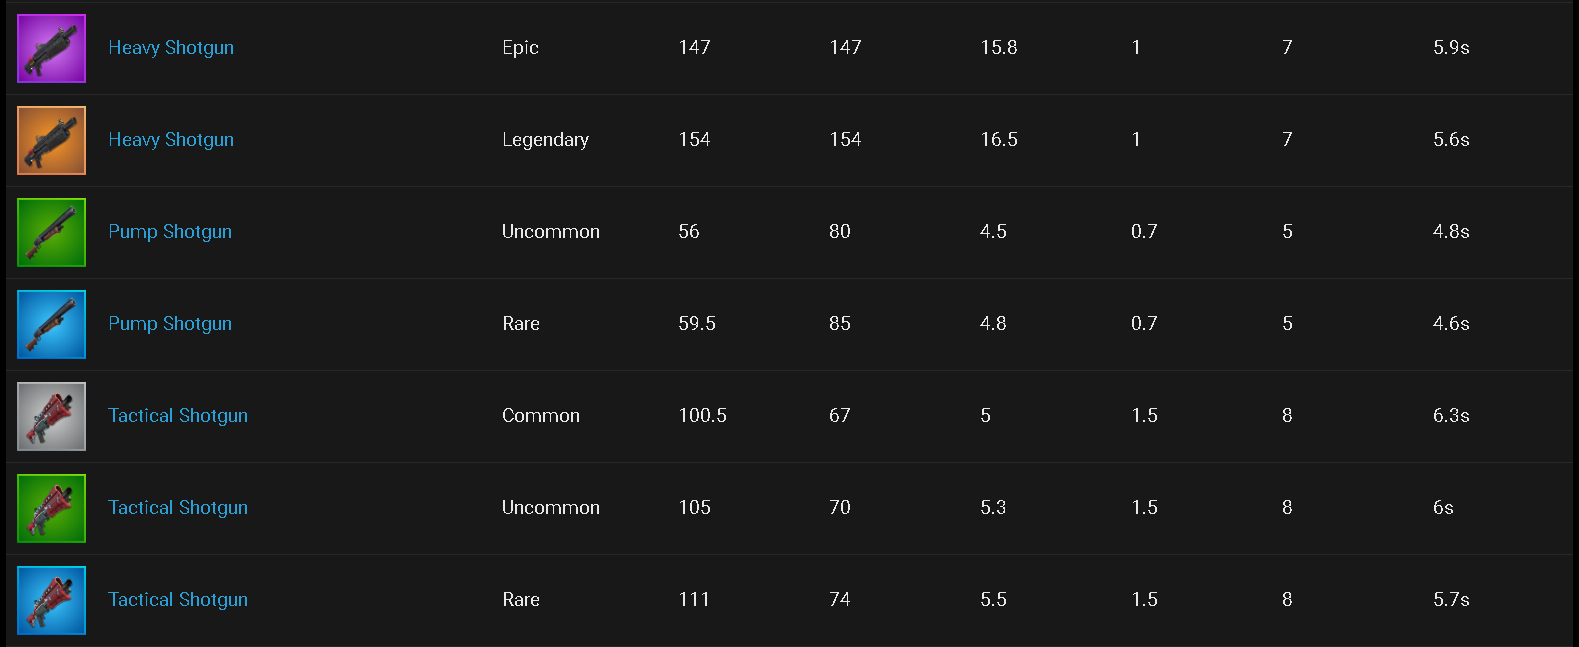 Heavy Shotgun Epic 147 147 15.8 1 7 5.9s
Heavy Shotgun Legendary 154 154 16.5 1 7 5.6s
Pump Shotgun Uncommon 56 80 4.5 0.7 5 4.8s
Pump Shotgun Rare 59.5 85 4.8 0.7 5 4.6s
Tactical Shotgun Common 100.5 67 5 1.5 8 6.3s
Tactical Shotgun Uncommon 105 70 5.3 1.5 8 6s
Tactical Shotgun Rare 111 74 5.5 1.5 8 5.7s